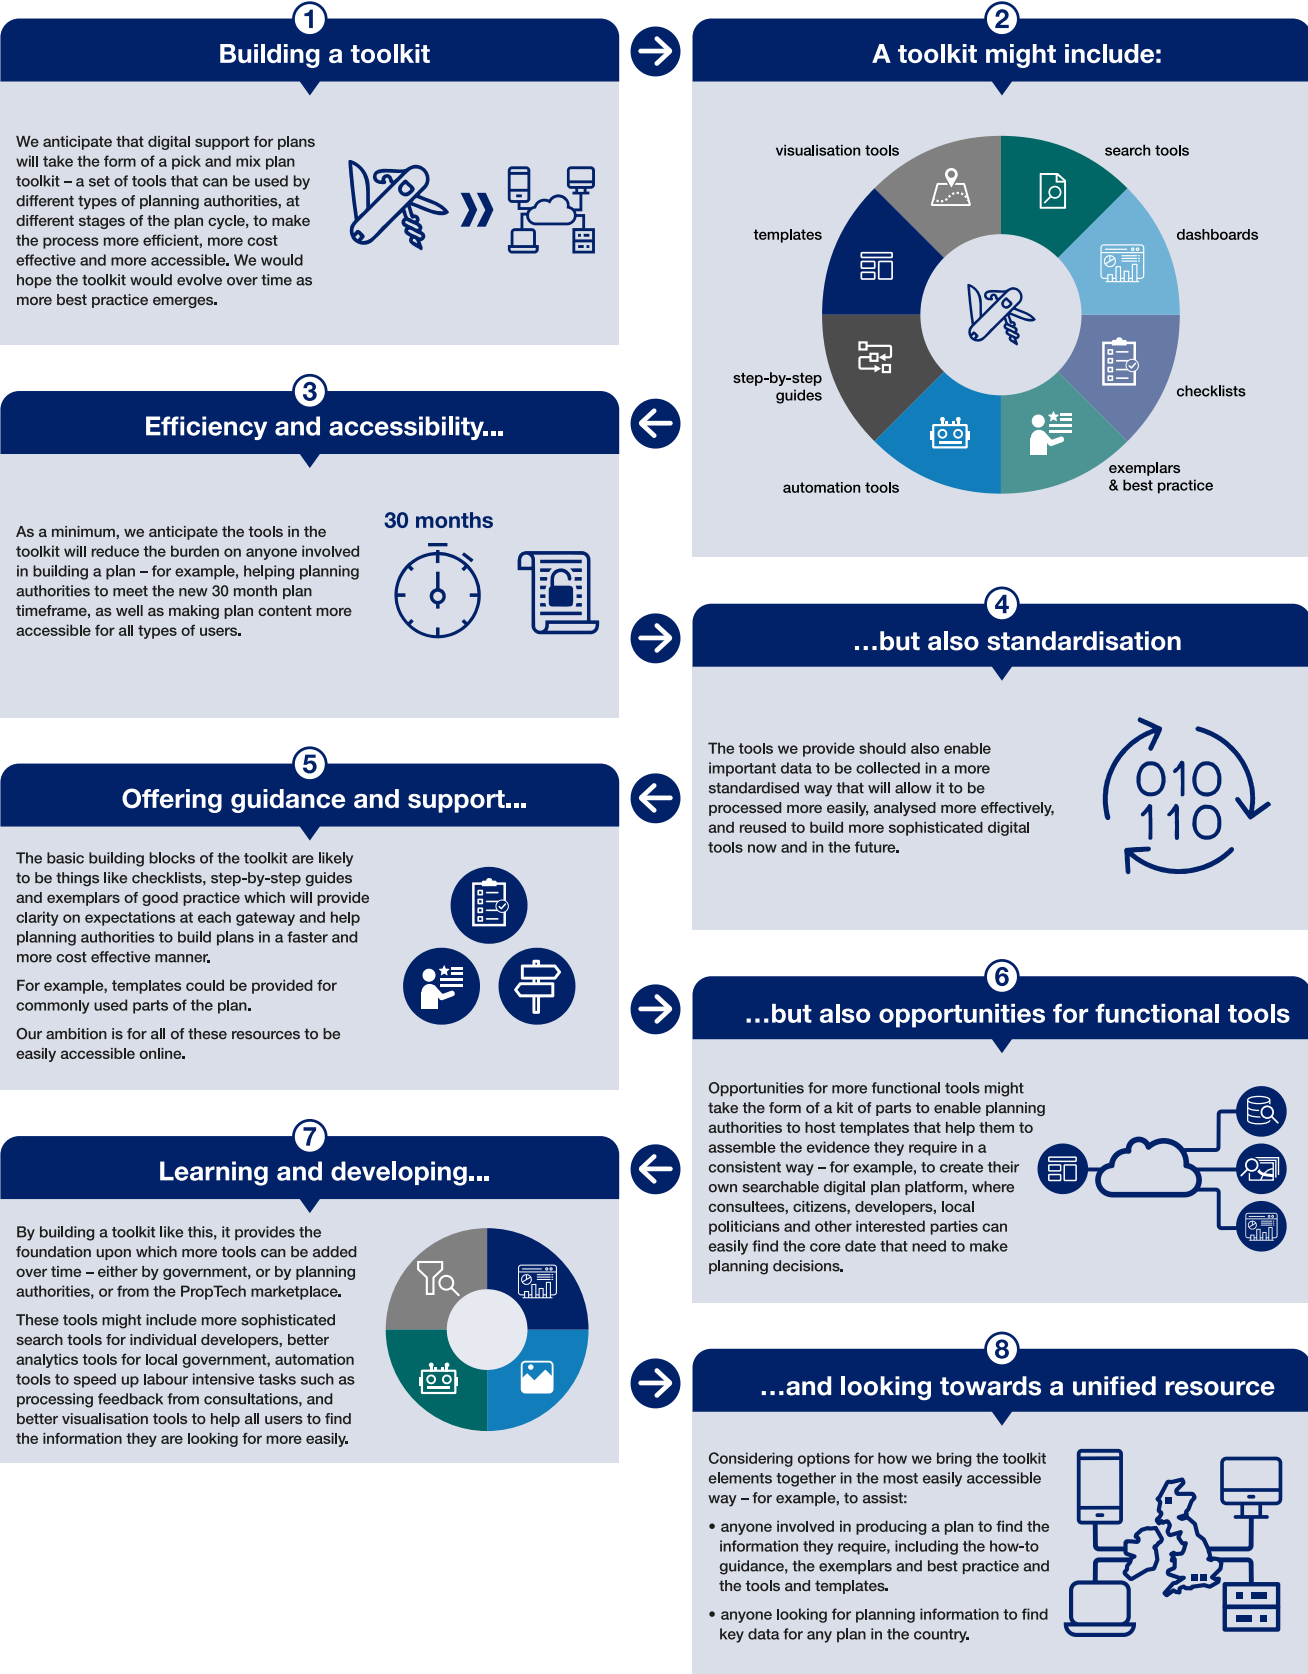 1
Building a toolkit
We anticipate that digital support for plans
will take the form of a pick and mix plan
toolkit – a set of tools that can be used by
different types of planning authorities, at
different stages of the plan cycle, to make
the process more efficient, more cost
effective and more accessible. We would
hope the toolkit would evolve over time as
more best practice emerges.
2
A toolkit might include:
visualisation tools
search tools
templates
dashboards
step-by-step
guides
checklists
automation tools
exemplars
& best practice
3
Efficiency and accessibility...
As a minimum, we anticipate the tools in the
toolkit will reduce the burden on anyone involved
in building a plan – for example, helping planning
authorities to meet the new 30 month plan
timeframe, as well as making plan content more
accessible for all types of users.
30 months
4
...but also standardisation
The tools we provide should also enable
important data to be collected in a more
standardised way that will allow it to be
processed more easily, analysed more effectively,
and reused to build more sophisticated digital
tools now and in the future.
010
110
5
Offering guidance and support...
The basic building blocks of the toolkit are likely
to be things like checklists, step-by-step guides
and exemplars of good practice which will provide
clarity on expectations at each gateway and help
planning authorities to build plans in a faster and
more cost effective manner.
For example, templates could be provided for
commonly used parts of the plan.
Our ambition is for all of these resources to be
easily accessible online.
6
...but also opportunities for functional tools
Opportunities for more functional tools might
take the form of a kit of parts to enable planning
authorities to host templates that help them to
assemble the evidence they require in a
consistent way – for example, to create their
own searchable digital plan platform, where
consultees, citizens, developers, local
politicians and other interested parties can
easily find the core date that need to make
planning decisions.
7
Learning and developing...
By building a toolkit like this, it provides the
foundation upon which more tools can be added
over time – either by government, or by planning
authorities, or from the PropTech marketplace.
These tools might include more sophisticated
search tools for individual developers, better
analytics tools for local government, automation
tools to speed up labour intensive tasks such as
processing feedback from consultations, and
better visualisation tools to help all users to find
the information they are looking for more easily.
8
...and looking towards a unified resource
Considering options for how we bring the toolkit
elements together in the most easily accessible
way – for example, to assist:
• anyone involved in producing a plan to find the
information they require, including the how-to
guidance, the exemplars and best practice and
the tools and templates.
• anyone looking for planning information to find
key data for any plan in the country.